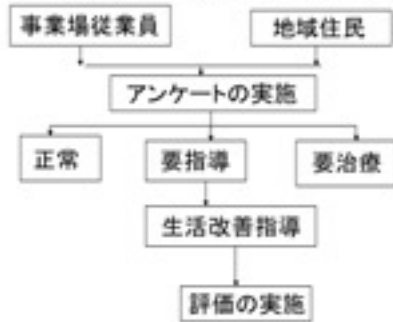 事業場従業員
地域住民
アンケートの実施
正常
要指導
要治療
生活改善指導
評価の実施